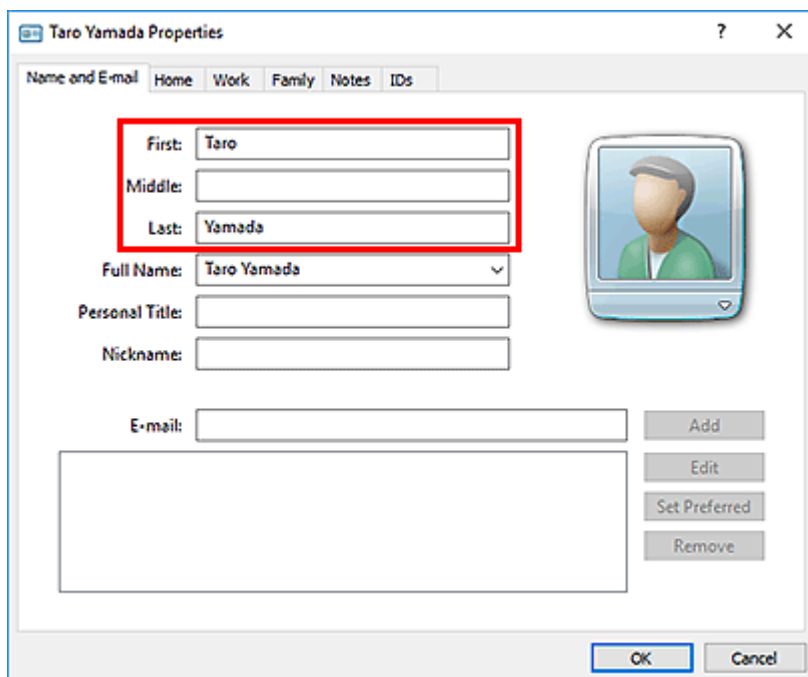 Taro Yamada Properties
Name and E-mail Home Work Family Notes IDs
First: Taro
Middle:
Last: Yamada
Full Name: Taro Yamada
Personal Title:
Nickname:
E-mail: Add
Edit
Set Preferred
Remove
OK Cancel